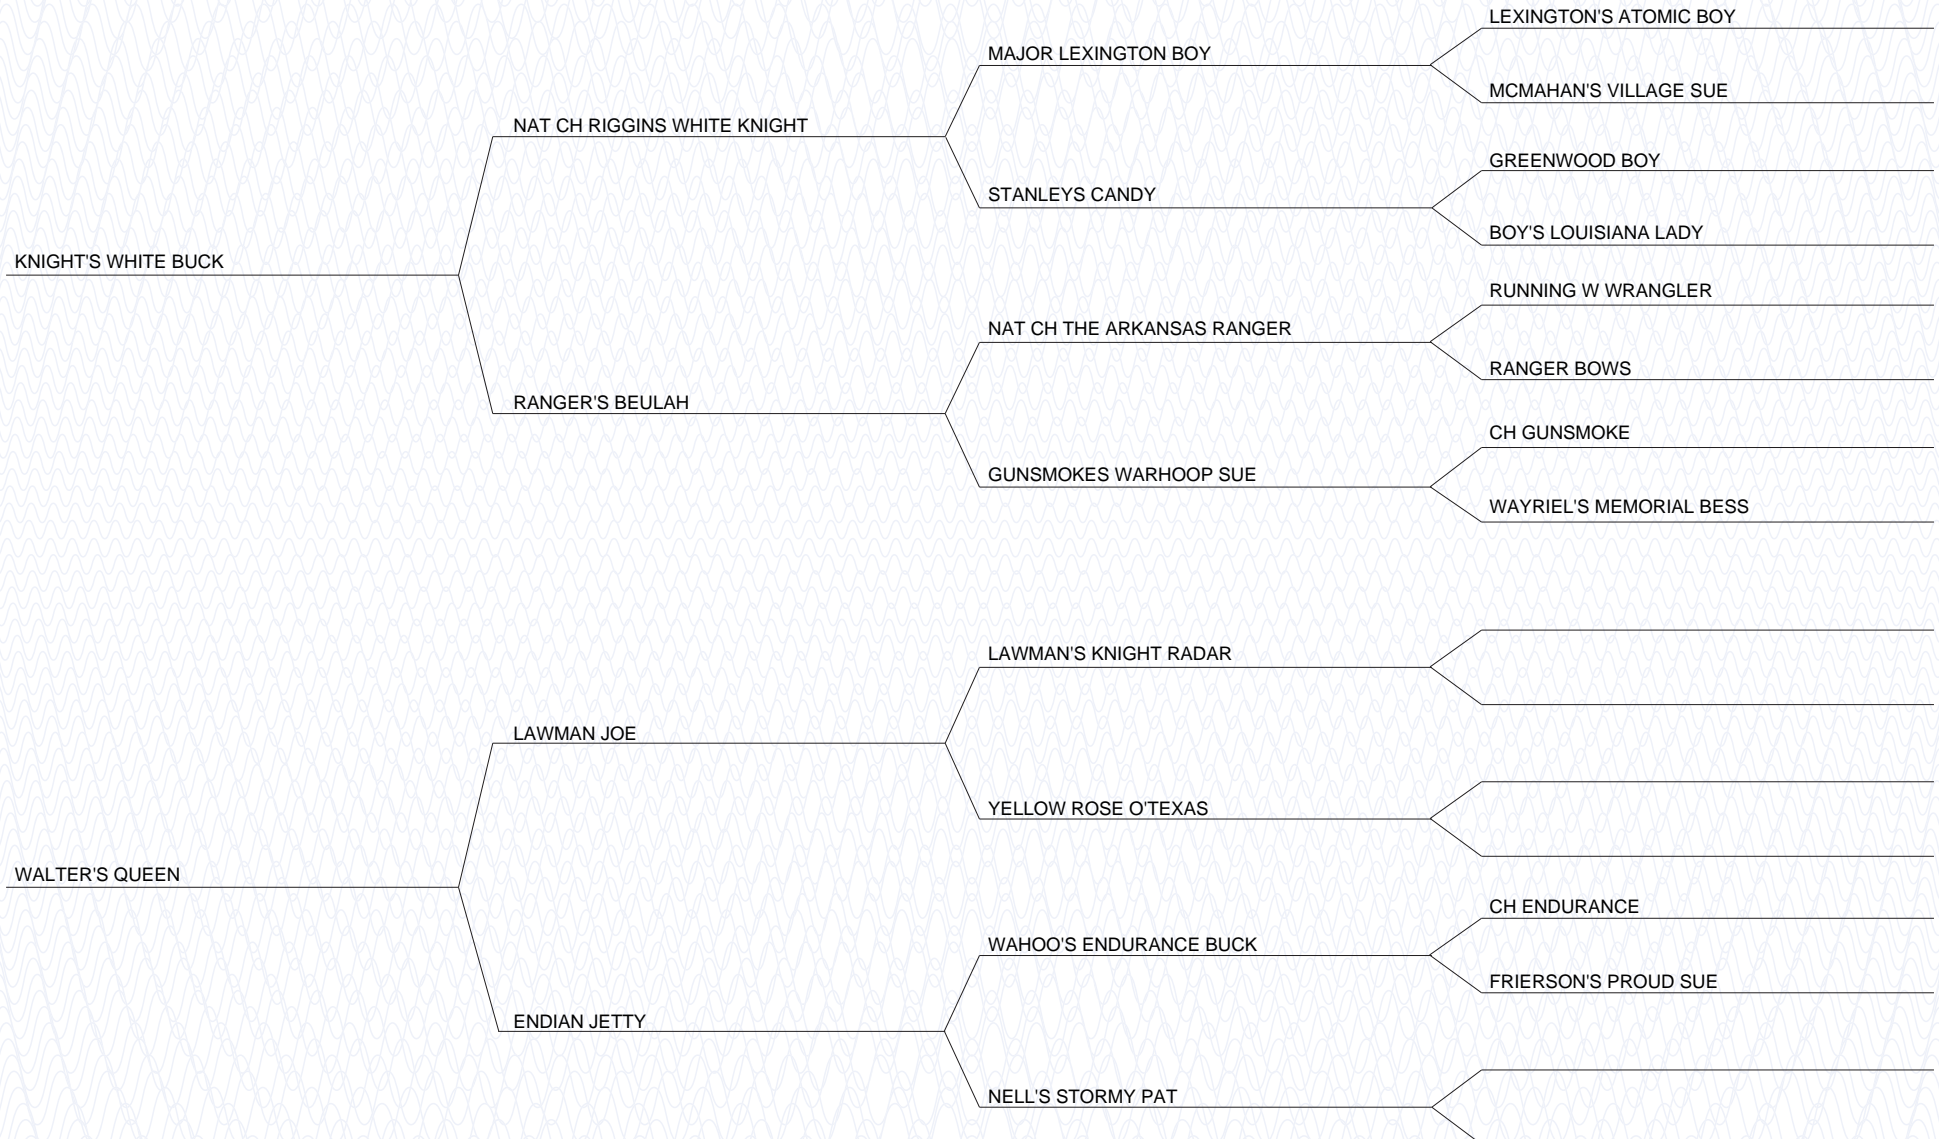 LEXINGTON'S ATOMIC BOY
MAJOR LEXINGTON BOY
MCMAHAN'S VILLAGE SUE
NAT CH RIGGINS WHITE KNIGHT
GREENWOOD BOY
STANLEYS CANDY
BOY'S LOUISIANA LADY
KNIGHT'S WHITE BUCK
RUNNING W WRANGLER
NAT CH THE ARKANSAS RANGER
RANGER BOWS
RANGER'S BEULAH
CH GUNSMOKE
GUNSMOKES WARHOOP SUE
WAYRIEL'S MEMORIAL BESS
LAWMAN'S KNIGHT RADAR
LAWMAN JOE
YELLOW ROSE O'TEXAS
WALTER'S QUEEN
CH ENDURANCE
WAHOO'S ENDURANCE BUCK
FRIERSON'S PROUD SUE
ENDIAN JETTY
NELL'S STORMY PAT